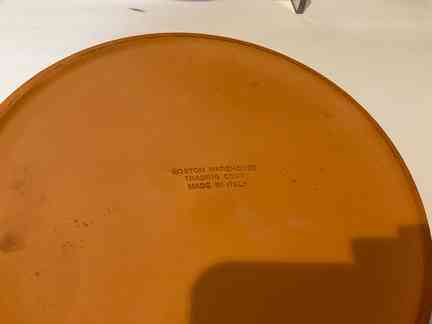 BOSTON WAREHOUSE
TRADING CORP.
MADE IN ITALY